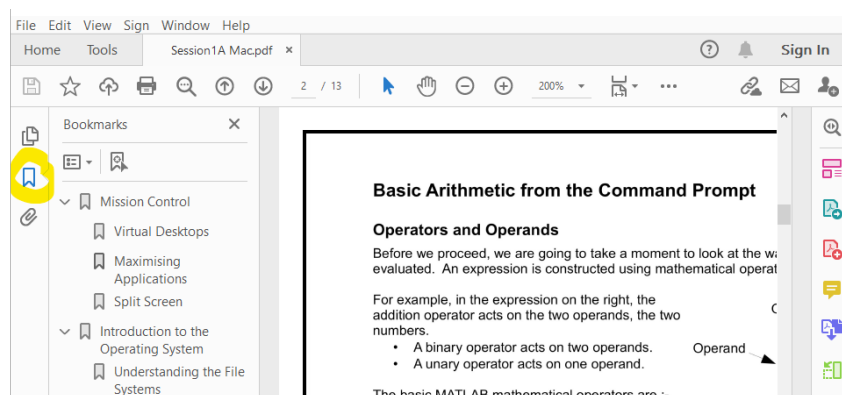 File Edit View Sign Window Help
Home Tools Session1A Mac.pdf × ? Sign In
2 / 13 200%
Bookmarks ×
Mission Control
Virtual Desktops
Maximising
Applications
Split Screen
Introduction to the
Operating System
Understanding the File
Systems
Basic Arithmetic from the Command Prompt
Operators and Operands
Before we proceed, we are going to take a moment to look at the
evaluated. An expression is constructed using mathematical
For example, in the expression on the right, the
addition operator acts on the two operands, the two
numbers.
• A binary operator acts on two operands.
• A unary operator acts on one operand.
Operand
The basic MATLAB mathematical operators are :-